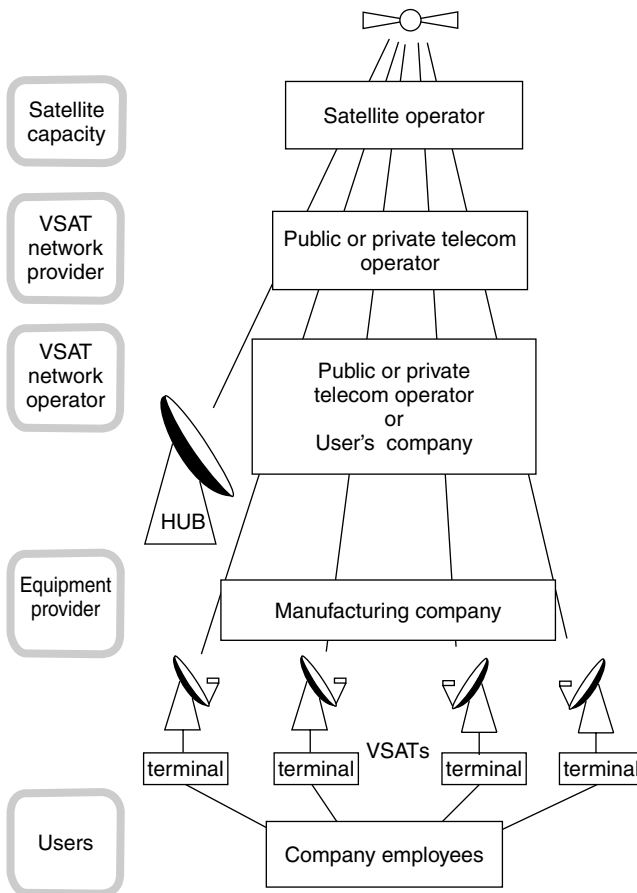 Satellite
capacity
Satellite operator
VSAT
network
provider
Public or private telecom
operator
VSAT
network
operator
Public or private
telecom operator
or
User's company
HUB
Equipment
provider
Manufacturing company
VSATs
terminal
terminal
terminal
terminal
Users
Company employees